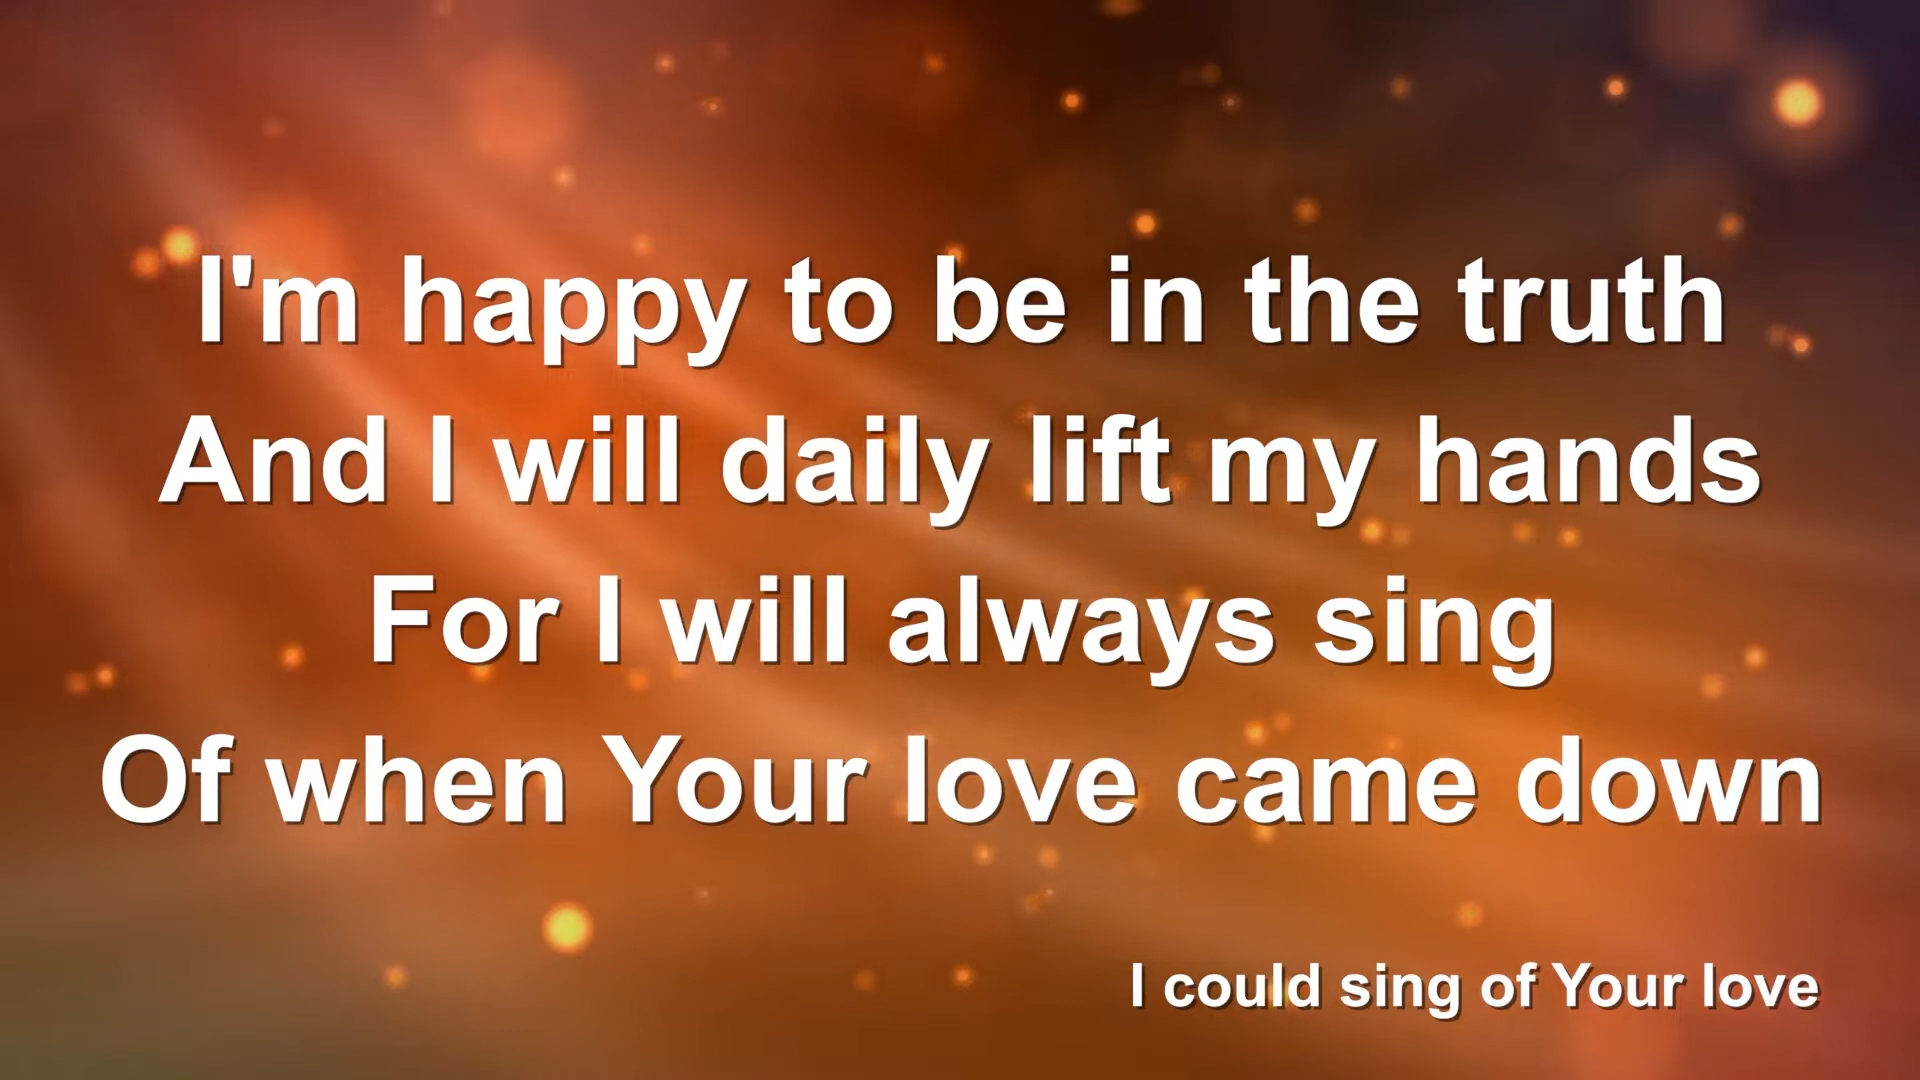 I'm happy to be in the truth
And I will daily lift my hands
For I will always sing
Of when Your love came down
I could sing of Your love